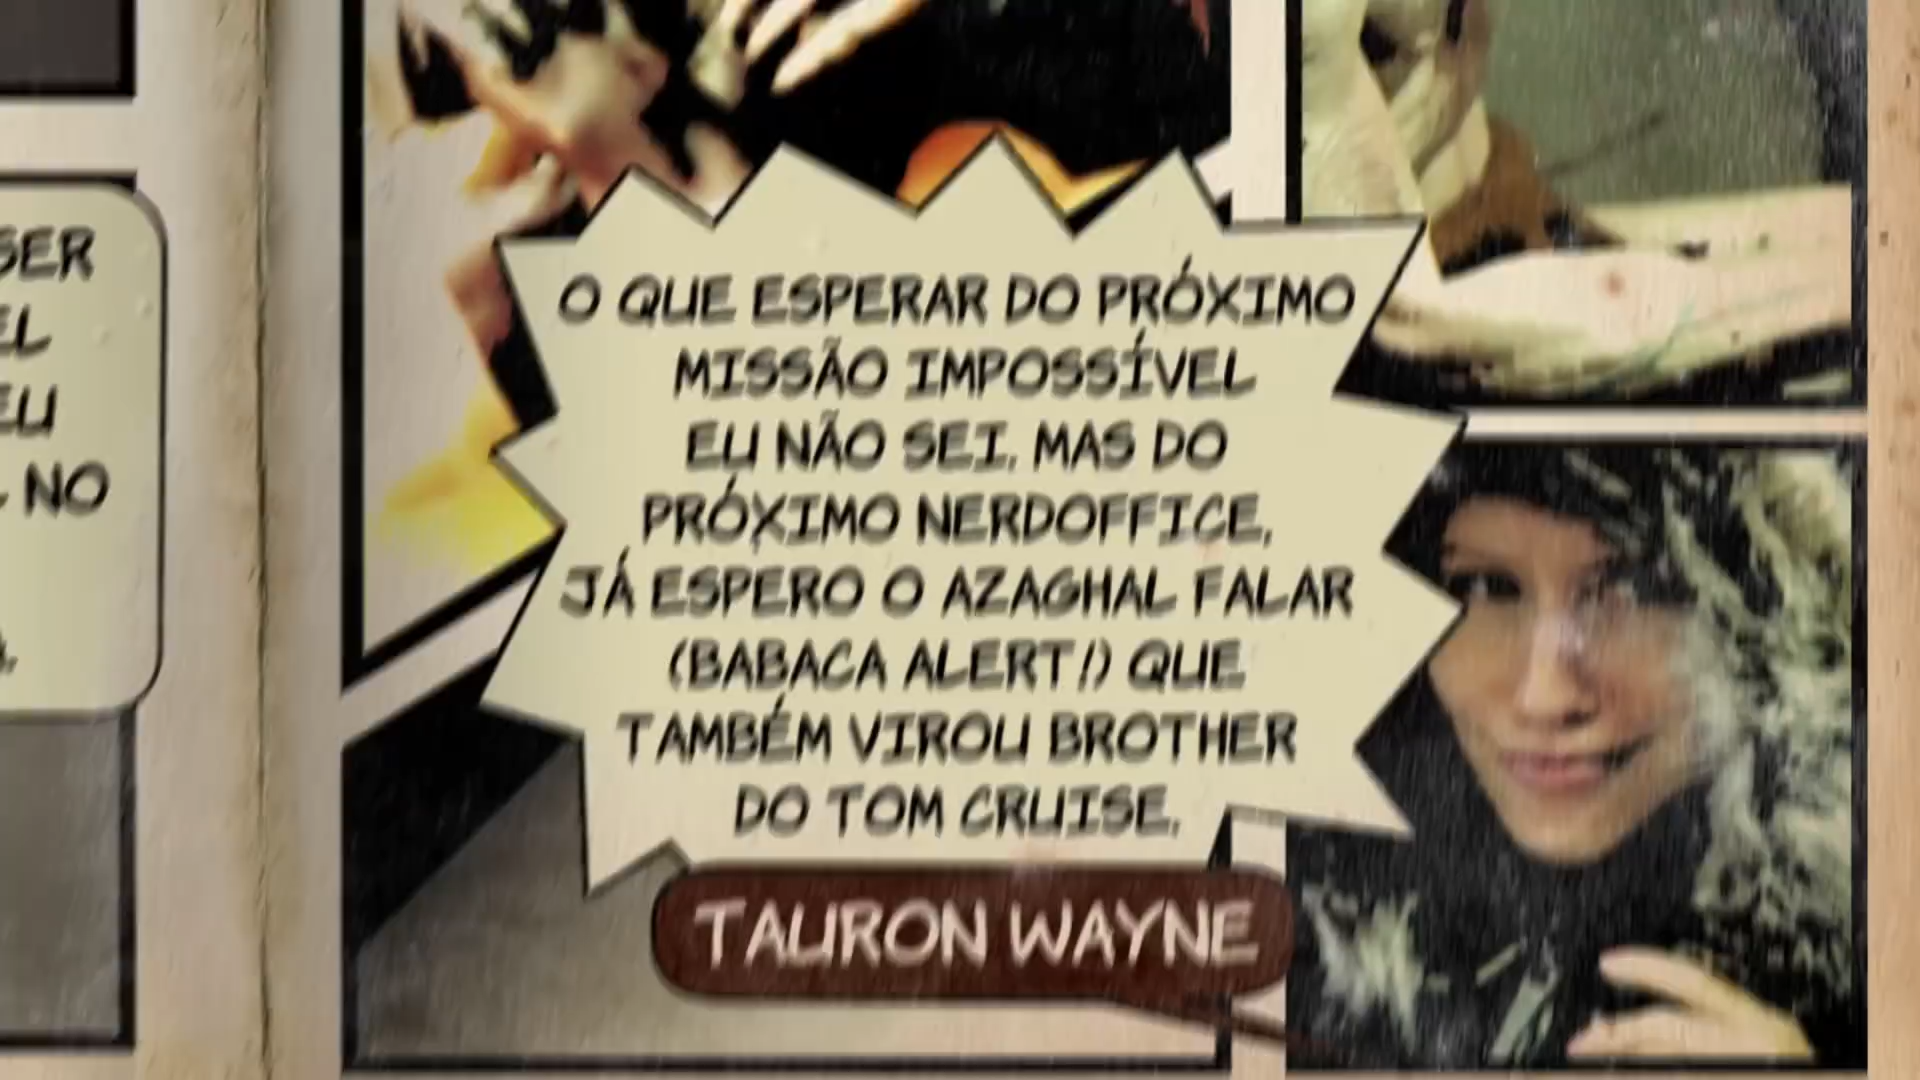 SER
EL
EU
NO
O QUE ESPERAR DO PRÓXIMO
MISSÃO IMPOSSÍVEL
EU NÃO SEI. MAS DO
PRÓXIMO NERDOFFICE,
JÁ ESPERO O AZAGHAL FALAR
(BABACA ALERT!) QUE
TAMBÉM VIROU BROTHER
DO TOM CRUISE.
TAURON WAYNE